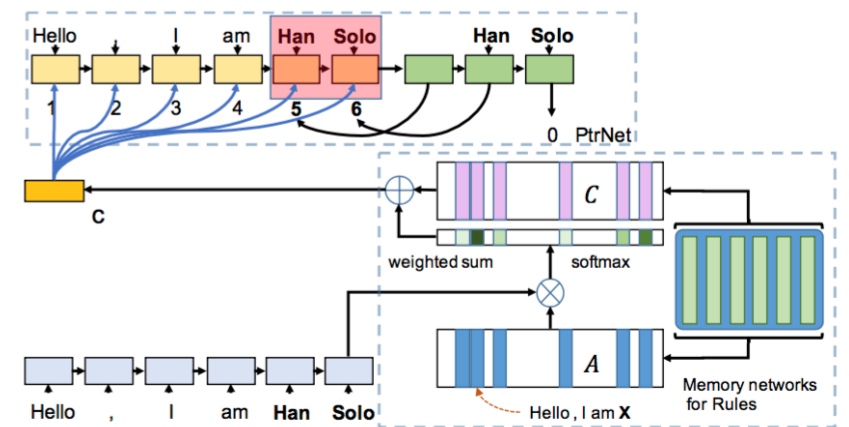 Hello , I am Han Solo Han Solo
1 2 3 4 5 6 0 PtrNet
C
C
weighted sum softmax
A
Memory networks
for Rules
Hello , I am X
Hello , I am Han Solo